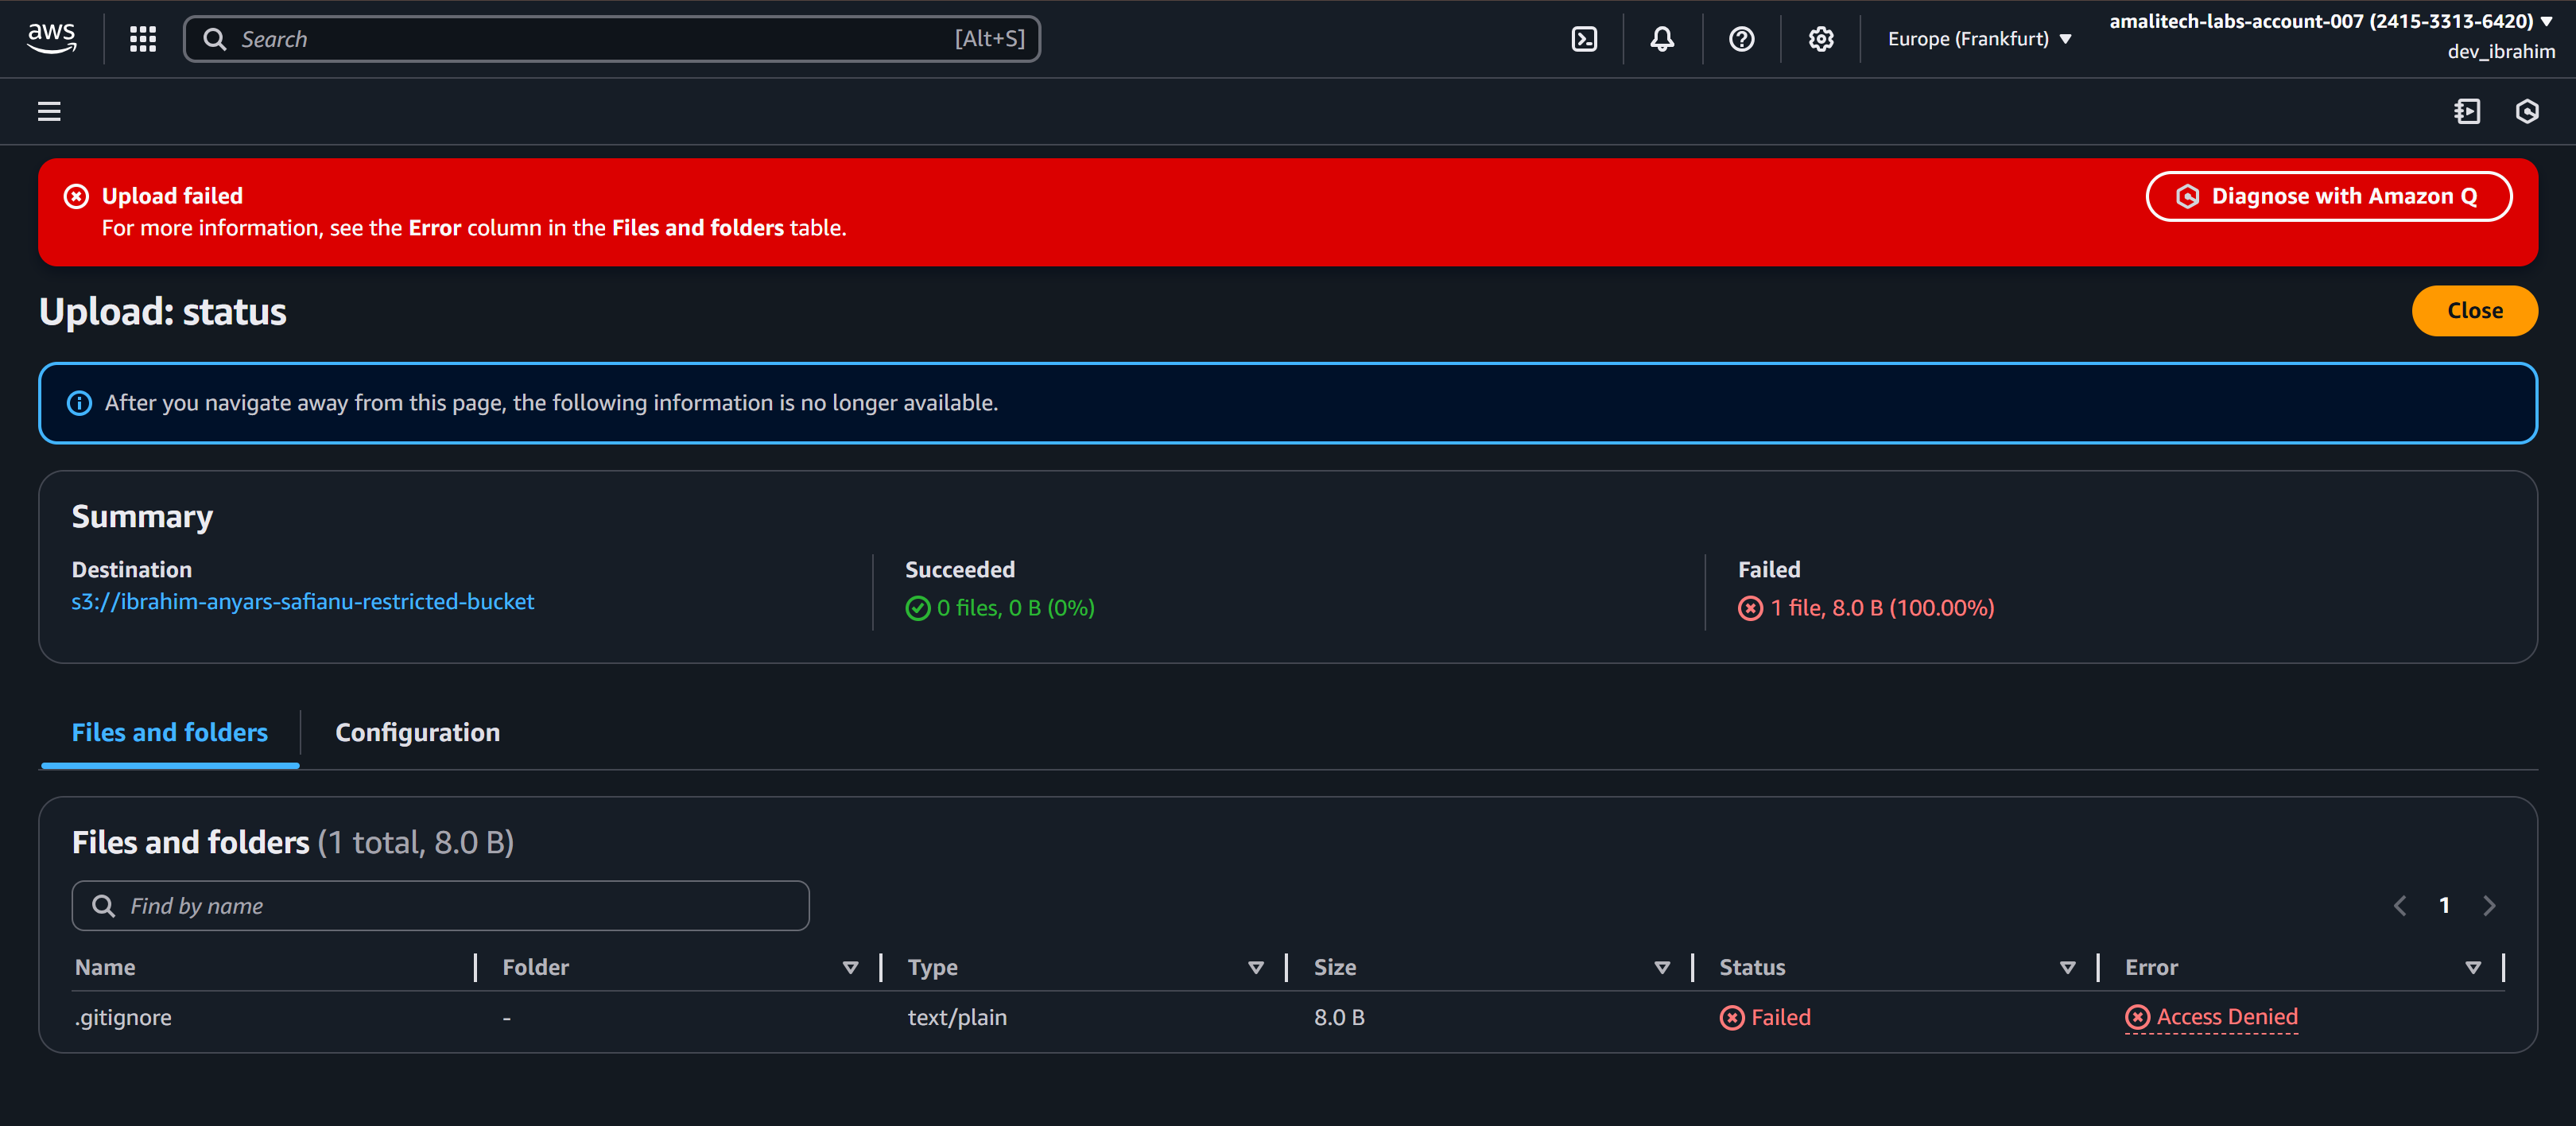 aws
Search
[Alt+S]
Europe (Frankfurt)
amalitech-labs-account-007 (2415-3313-6420)
dev_ibrahim
Upload failed
For more information, see the Error column in the Files and folders table.
Diagnose with Amazon Q
Upload: status
Close
After you navigate away from this page, the following information is no longer available.
Summary
Destination
s3://ibrahim-anyars-safianu-restricted-bucket
Succeeded
0 files, 0 B (0%)
Failed
1 file, 8.0 B (100.00%)
Files and folders
Configuration
Files and folders (1 total, 8.0 B)
Find by name
1
Name Folder Type Size Status Error
.gitignore - text/plain 8.0 B Failed Access Denied